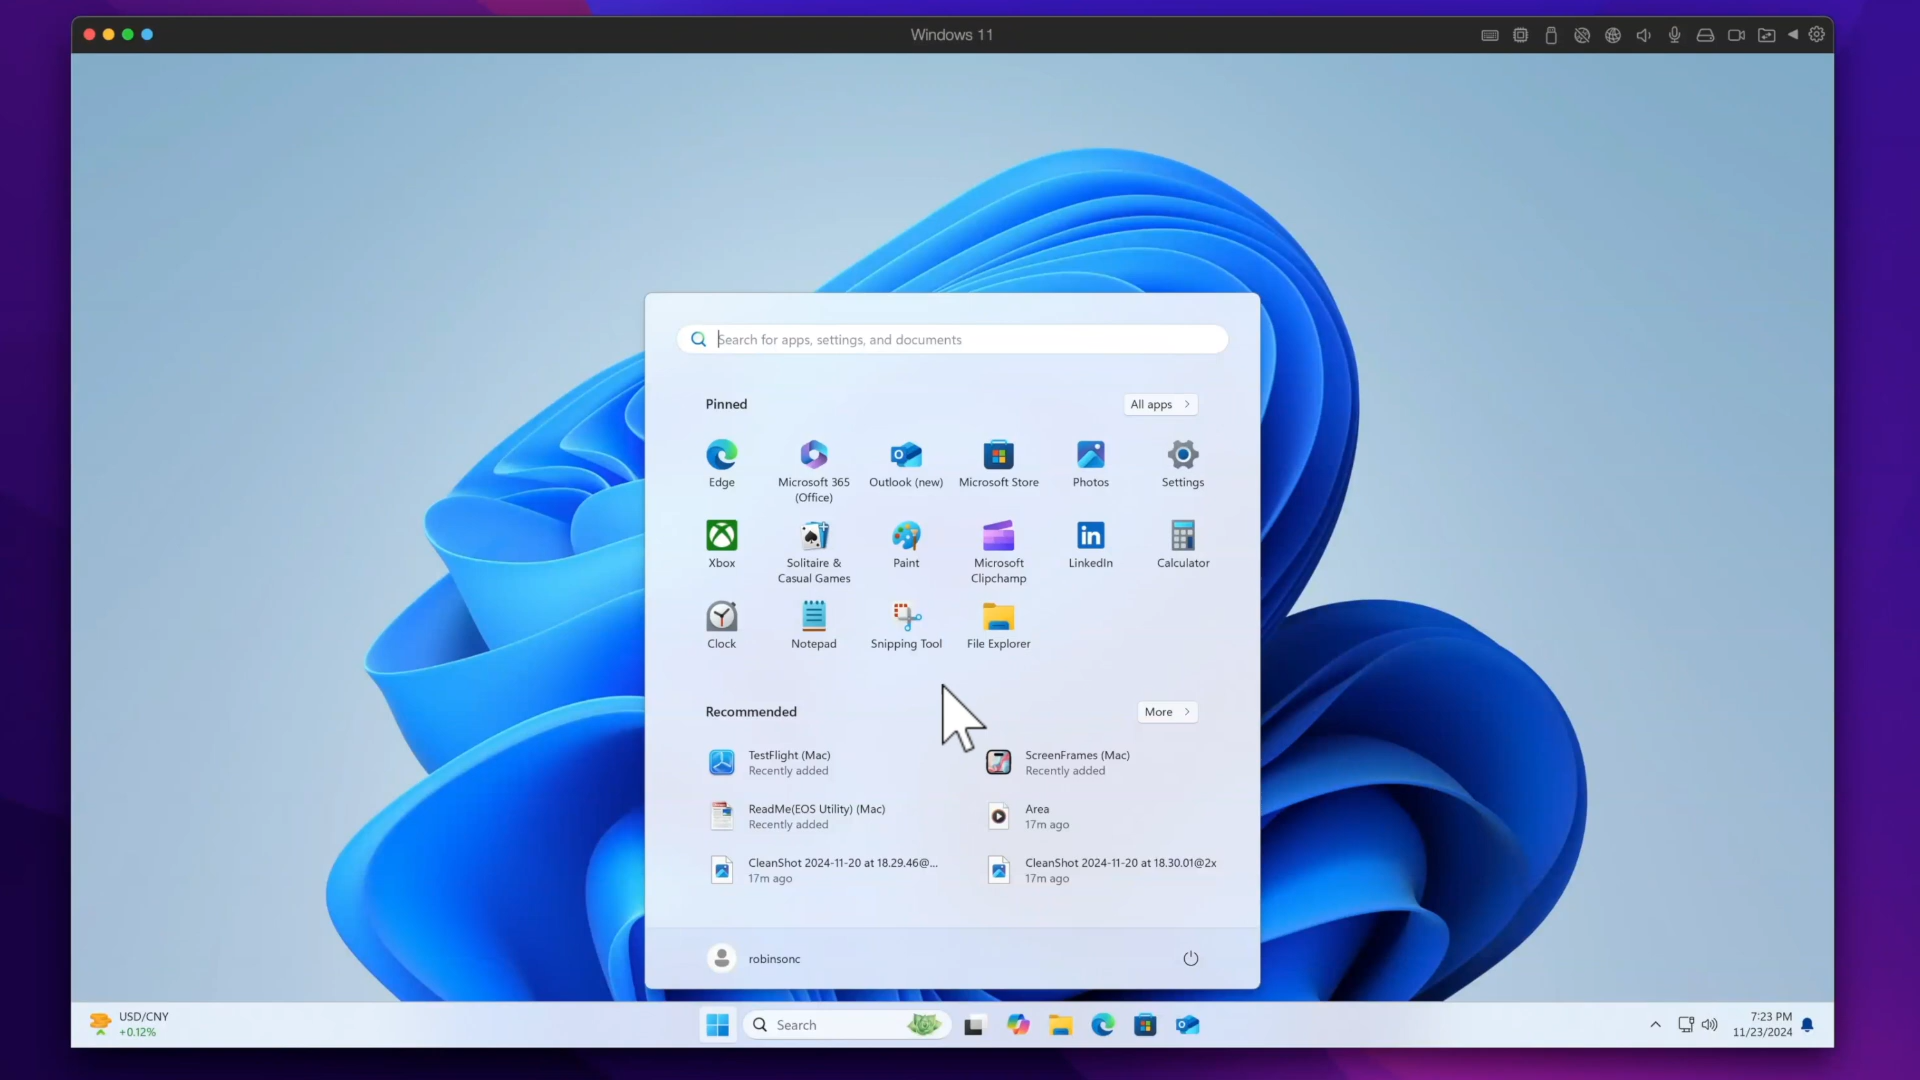 Windows 11
Search for apps, settings, and documents
Pinned
All apps
Edge
Microsoft 365
(Office)
Outlook (new)
Microsoft Store
Photos
Settings
Xbox
Solitaire &
Casual Games
Paint
Microsoft
Clipchamp
LinkedIn
Calculator
Clock
Notepad
Snipping Tool
File Explorer
Recommended
More
TestFlight (Mac)
Recently added
ScreenFrames (Mac)
Recently added
ReadMe(EOS Utility) (Mac)
Recently added
Area
17m ago
CleanShot 2024-11-20 at 18.29.46@...
17m ago
CleanShot 2024-11-20 at 18.30.01@2x
17m ago
robinsonc
USD/CNY
+0.12%
Search
7:23 PM
11/23/2024